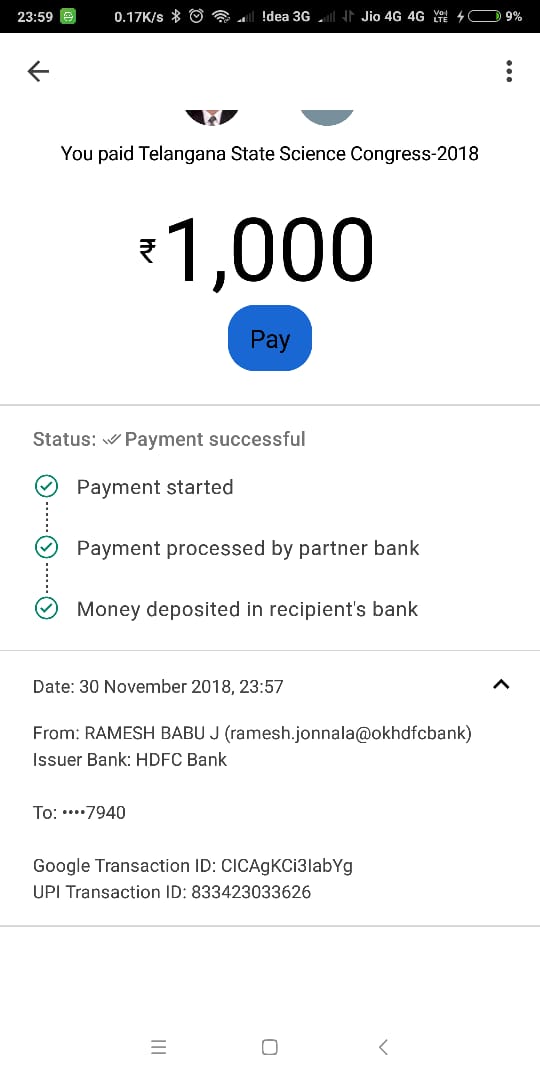 23:59 0.17K/s !dea 3G Jio 4G 4G VoLTE 9%
You paid Telangana State Science Congress-2018
₹1,000
Pay
Status: Payment successful
Payment started
Payment processed by partner bank
Money deposited in recipient's bank
Date: 30 November 2018, 23:57
From: RAMESH BABU J (ramesh.jonnala@okhdfcbank)
Issuer Bank: HDFC Bank
To: ••••7940
Google Transaction ID: CICAgKCi3IabYg
UPI Transaction ID: 833423033626